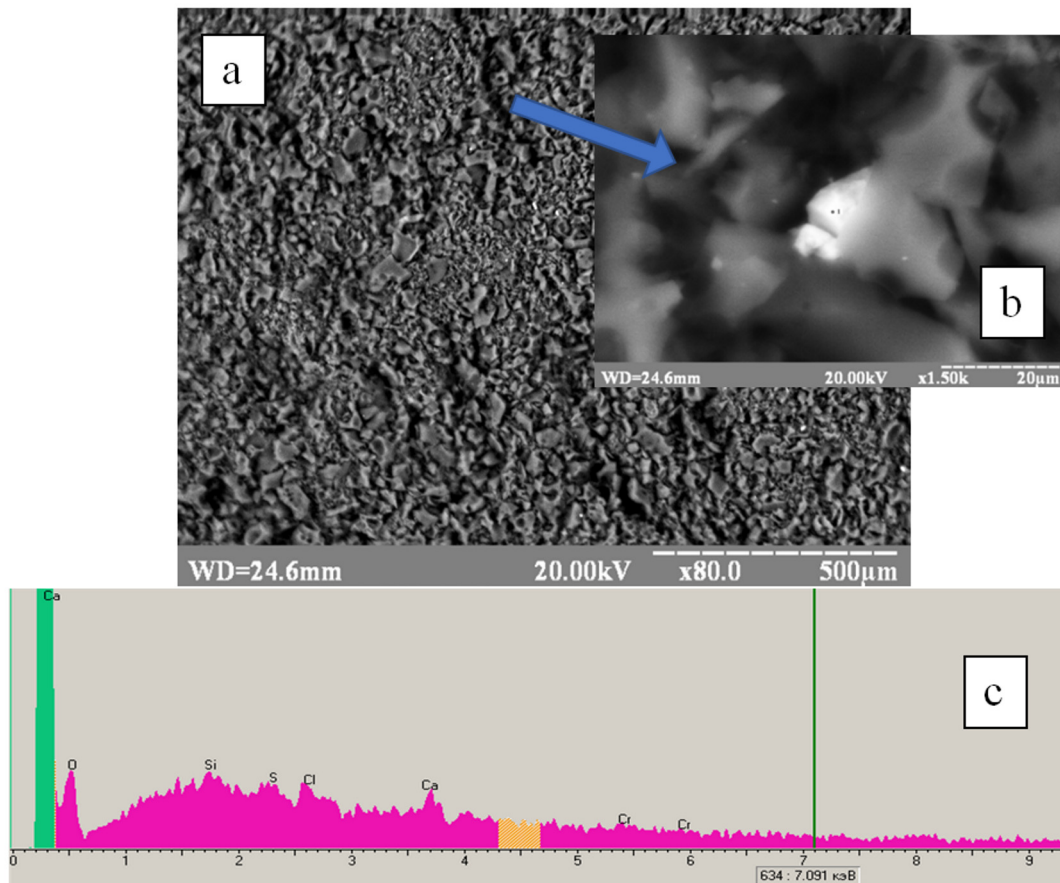 a
1
b
WD=24.6mm 20.00kV x1.50k 20µm
WD=24.6mm 20.00kV x80.0 500µm
Ca
c
O Si S Cl Ca Cr Cr
0 1 2 3 4 5 6 7 8 9
634 : 7.091 кэВ